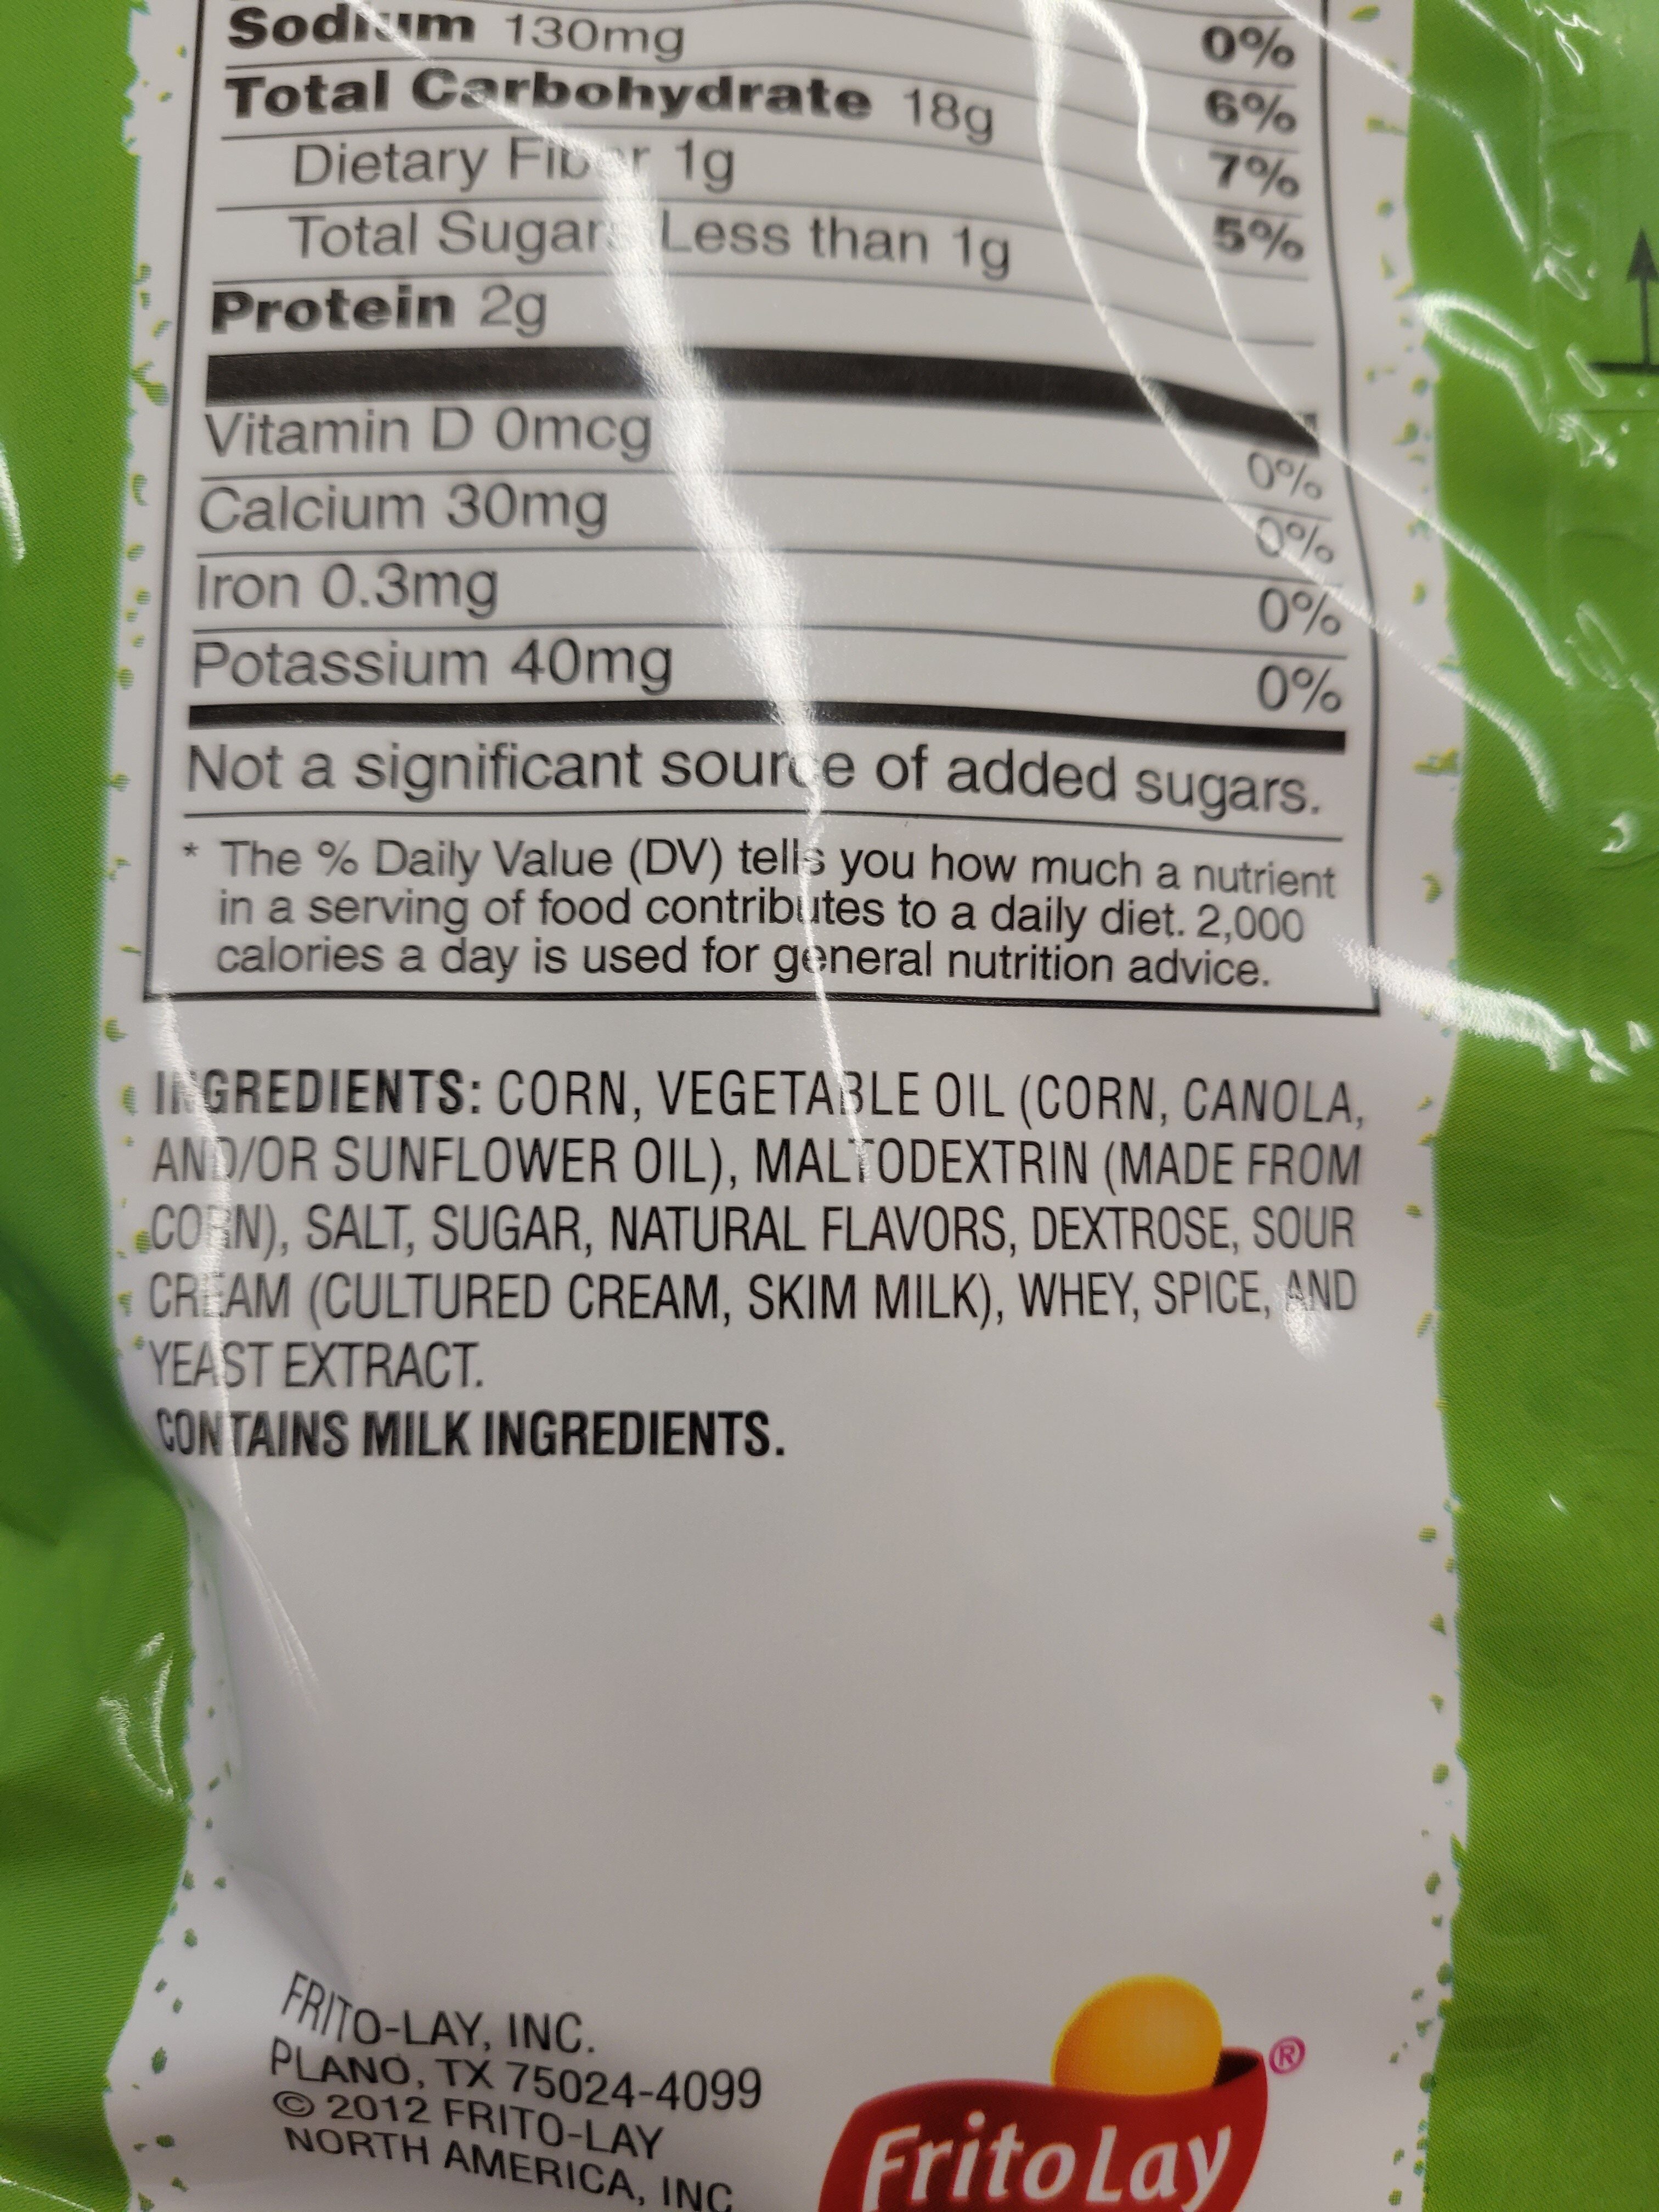 0%
Sodium 130mg 6%
Total Carbohydrate 18g 7%
Dietary Fiber 1g 5%
Total Sugars Less than 1g
Protein 2g
Vitamin D 0mcg 0%
Calcium 30mg 0%
Iron 0.3mg 0%
Potassium 40mg 0%
Not a significant source of added sugars.
* The % Daily Value (DV) tells you how much a nutrient
in a serving of food contributes to a daily diet. 2,000
calories a day is used for general nutrition advice.
INGREDIENTS: CORN, VEGETABLE OIL (CORN, CANOLA,
AND/OR SUNFLOWER OIL), MALTODEXTRIN (MADE FROM
CORN), SALT, SUGAR, NATURAL FLAVORS, DEXTROSE, SOUR
CREAM (CULTURED CREAM, SKIM MILK), WHEY, SPICE, AND
YEAST EXTRACT.
CONTAINS MILK INGREDIENTS.
FRITO-LAY, INC.
PLANO, TX 75024-4099
© 2012 FRITO-LAY
NORTH AMERICA, INC
FritoLay ®